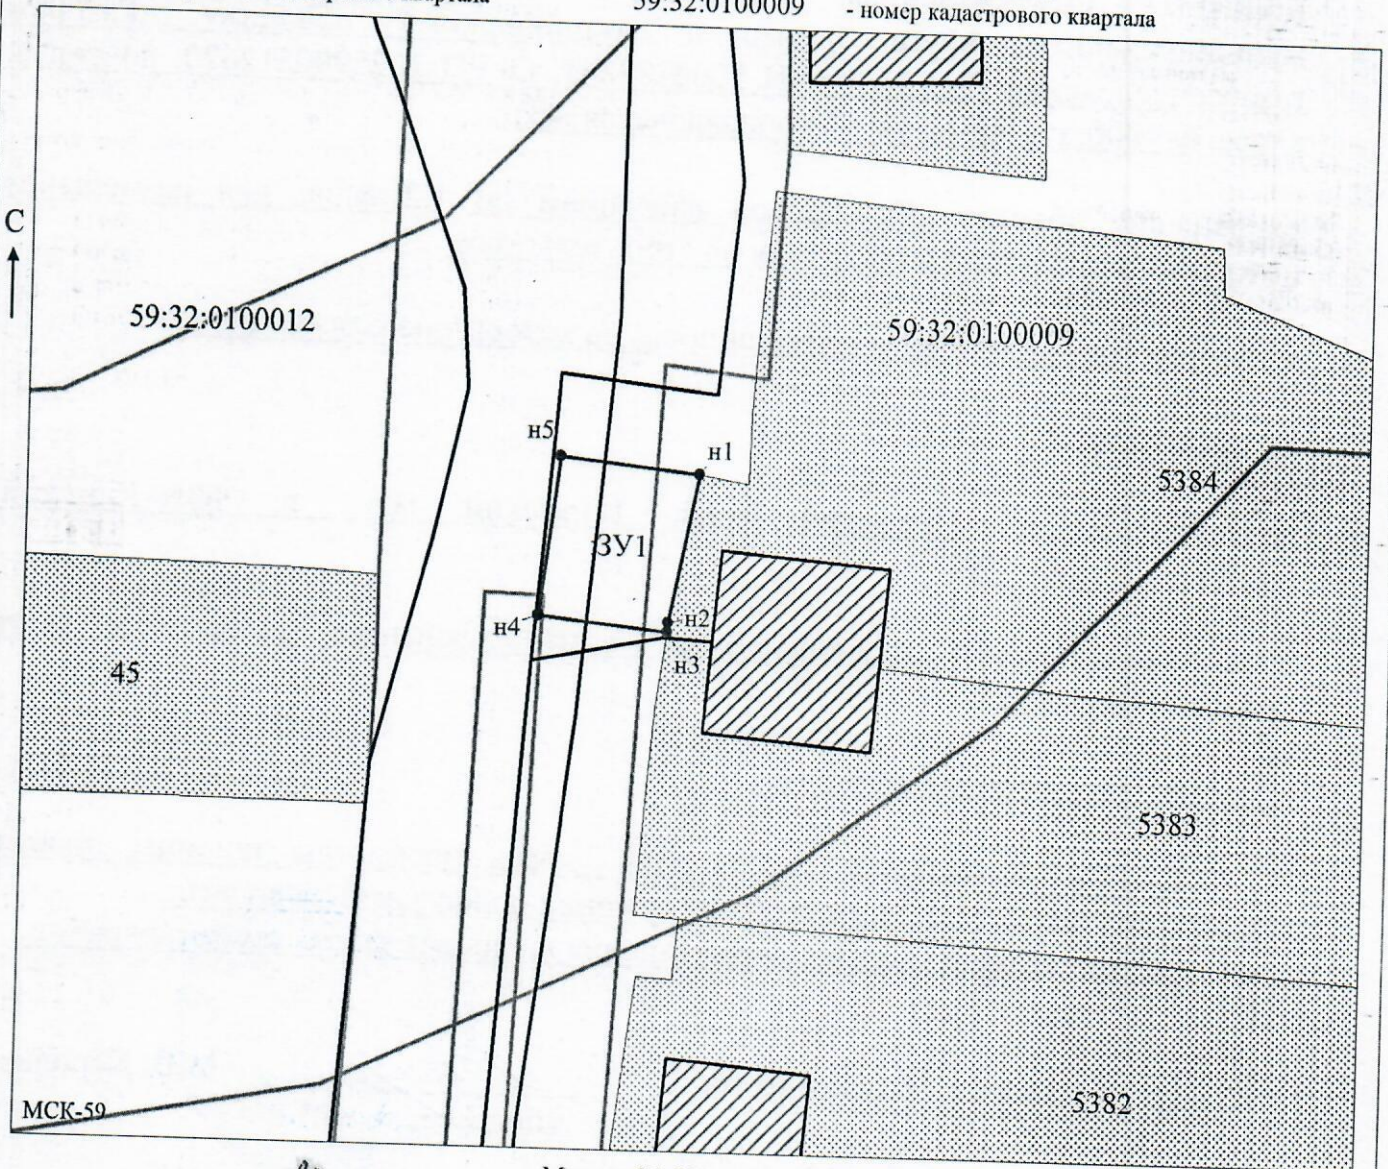 квартала
59:32:0100009 - номер кадастрового квартала
С
59:32:0100012
59:32:0100009
н5
н1
5384
ЗУ1
н4
н2
н3
45
5383
МСК-59
5382